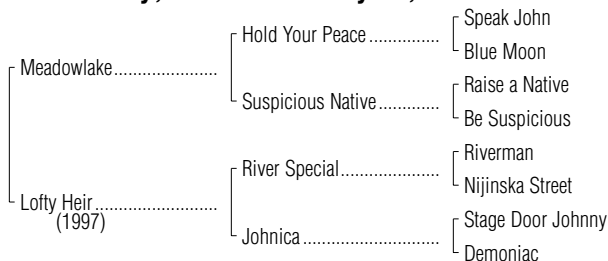 Speak John
Hold Your Peace
Blue Moon
Meadowlake
Raise a Native
Suspicious Native
Be Suspicious
Riverman
River Special
Nijinska Street
Lofty Heir
(1997)
Stage Door Johnny
Johnica
Demoniac